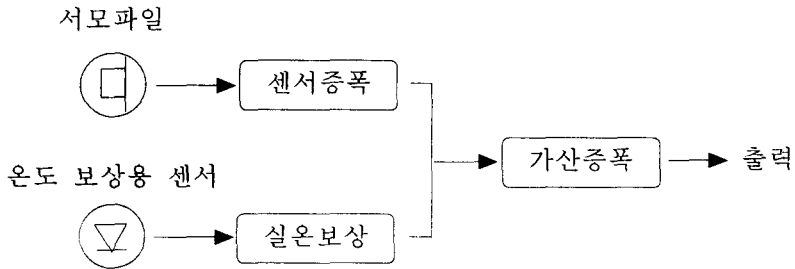 서모파일
센서증폭
가산증폭
출력
온도 보상용 센서
실온보상